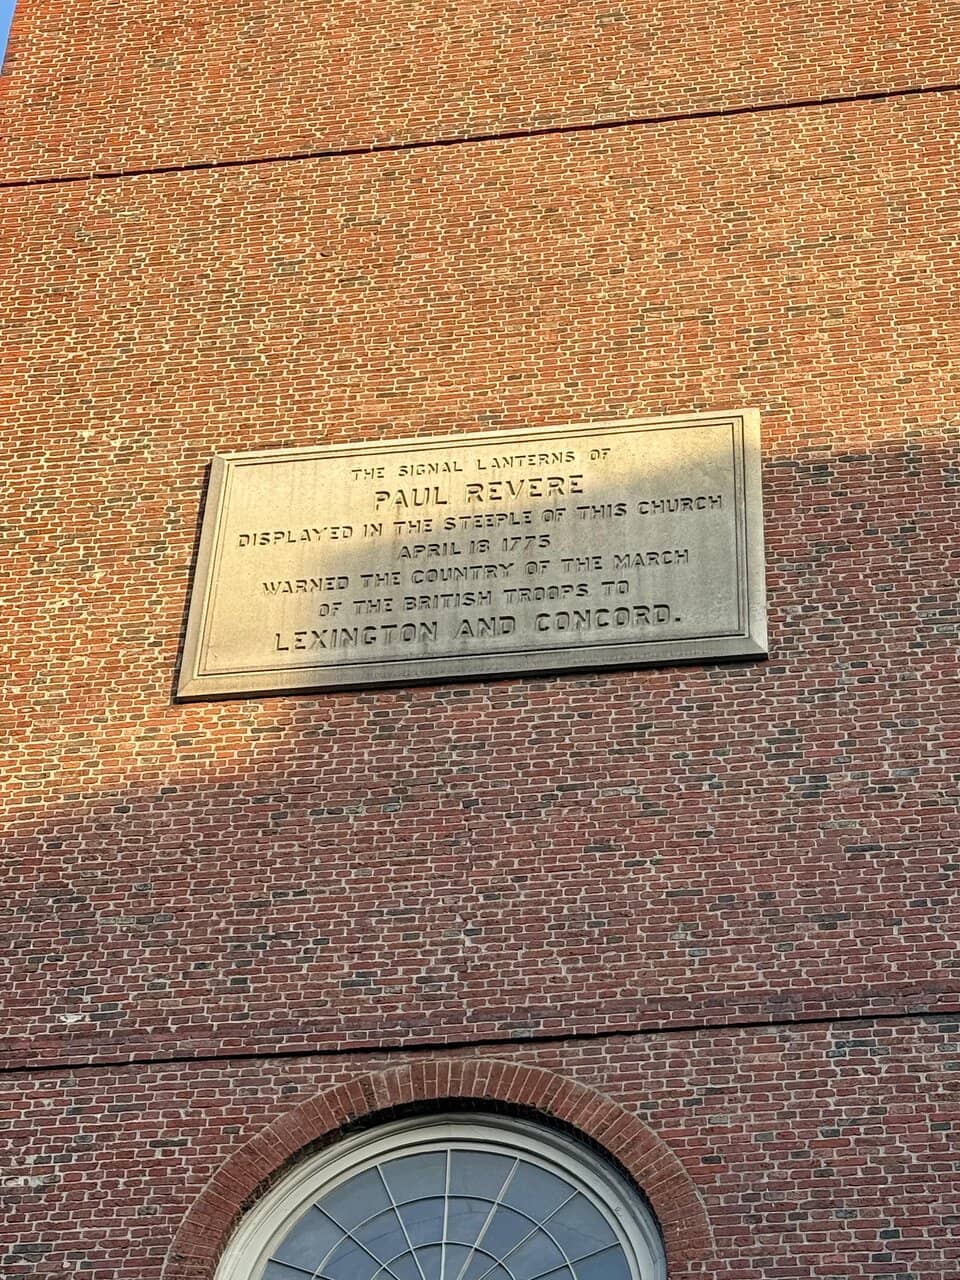 THE SIGNAL LANTERNS OF
PAUL REVERE
DISPLAYED IN THE STEEPLE OF THIS CHURCH
APRIL 18 1775
WARNED THE COUNTRY OF THE MARCH
OF THE BRITISH TROOPS TO
LEXINGTON AND CONCORD.